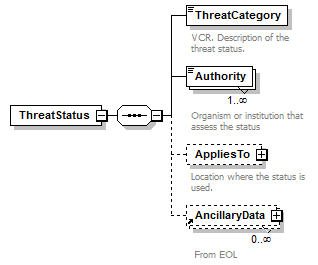 ThreatCategory
VCR. Description of the
threat status.
Authority
1..∞
Organism or institution that
assess the status
ThreatStatus
AppliesTo
Location where the status is
used.
AncillaryData
0..∞
From EOL